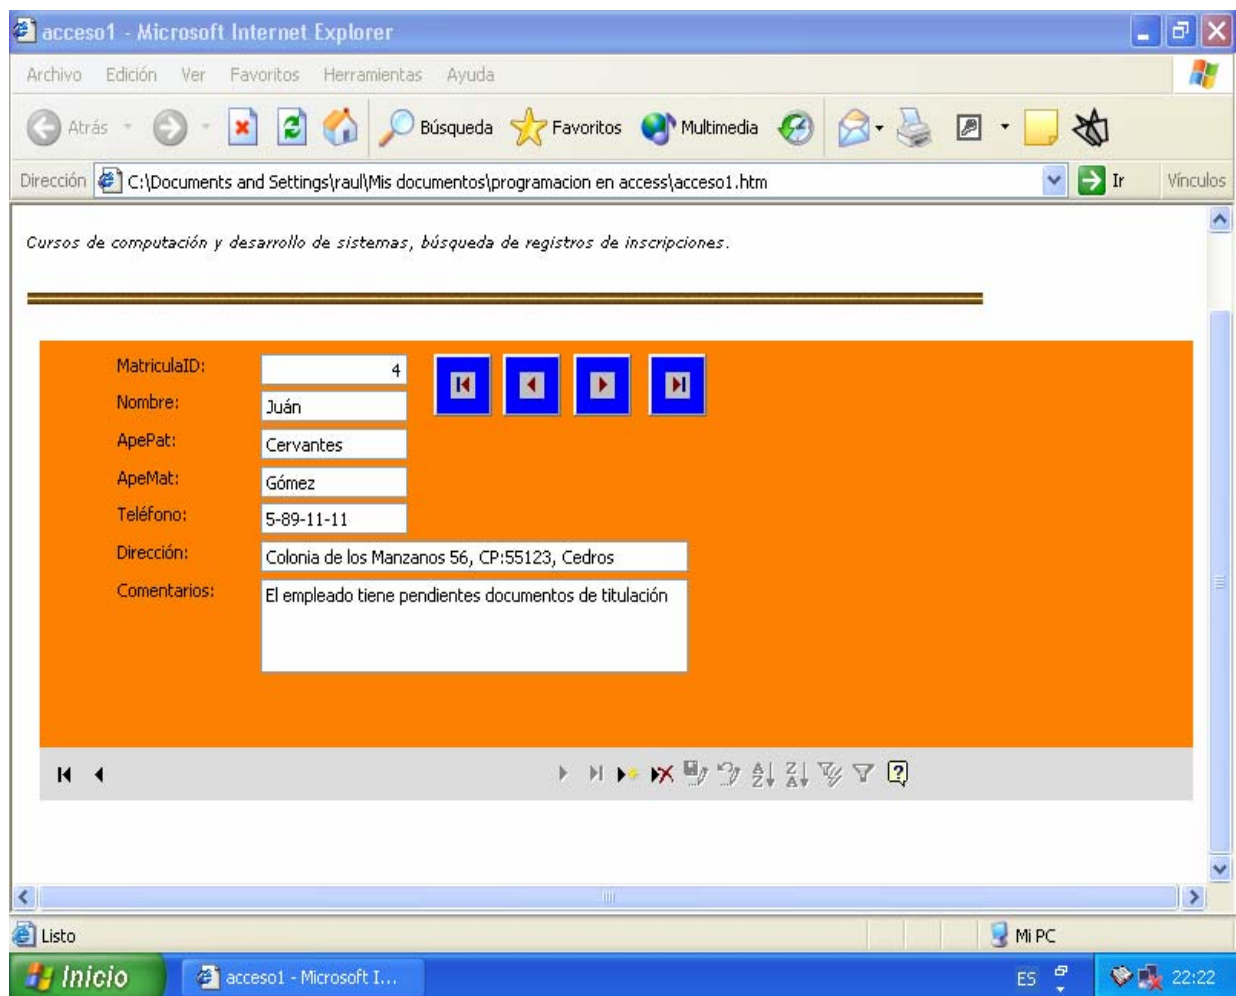 acceso1 - Microsoft Internet Explorer
Archivo Edición Ver Favoritos Herramientas Ayuda
Atrás Búsqueda Favoritos Multimedia
Dirección C:\Documents and Settings\raul\Mis documentos\programacion en access\acceso1.htm Ir Vínculos
Cursos de computación y desarrollo de sistemas, búsqueda de registros de inscripciones.
MatriculaID: 4
Nombre: Juán
ApePat: Cervantes
ApeMat: Gómez
Teléfono: 5-89-11-11
Dirección: Colonia de los Manzanos 56, CP:55123, Cedros
Comentarios: El empleado tiene pendientes documentos de titulación
Listo Mi PC
Inicio acceso1 - Microsoft I... ES 22:22